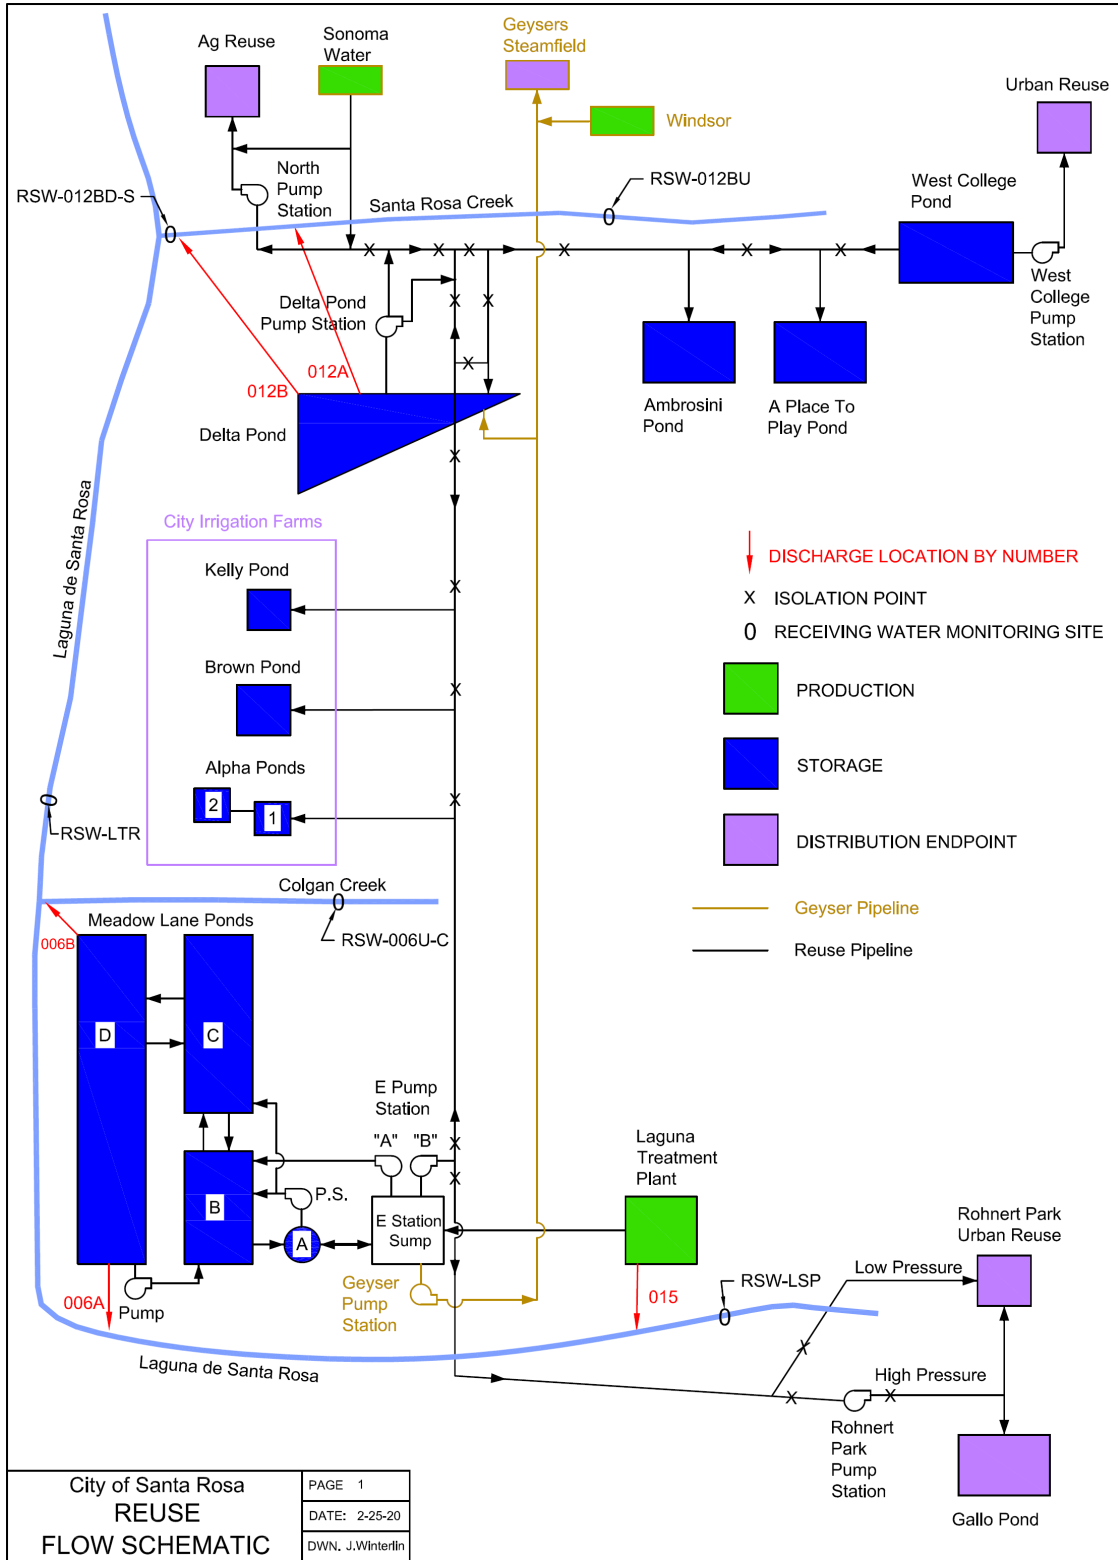 Ag Reuse
Sonoma
Water
Geysers
Steamfield
Windsor
Urban Reuse
RSW-012BD-S
North
Pump
Station
Santa Rosa Creek
RSW-012BU
West College
Pond
West
College
Pump
Station
Delta Pond
Pump Station
012B
012A
Delta Pond
Ambrosini
Pond
A Place To
Play Pond
Laguna de Santa Rosa
City Irrigation Farms
Kelly Pond
Brown Pond
Alpha Ponds
2
1
DISCHARGE LOCATION BY NUMBER
X ISOLATION POINT
0 RECEIVING WATER MONITORING SITE
PRODUCTION
STORAGE
DISTRIBUTION ENDPOINT
Geyser Pipeline
Reuse Pipeline
RSW-LTR
Colgan Creek
RSW-006U-C
006B
Meadow Lane Ponds
D
C
B
A
P.S.
E Pump
Station
"A" "B"
E Station
Sump
Laguna
Treatment
Plant
006A
Pump
Geyser
Pump
Station
015
RSW-LSP
Laguna de Santa Rosa
Rohnert Park
Urban Reuse
Low Pressure
High Pressure
Rohnert
Park
Pump
Station
Gallo Pond
City of Santa Rosa
REUSE
FLOW SCHEMATIC
PAGE 1
DATE: 2-25-20
DWN. J.Winterlin